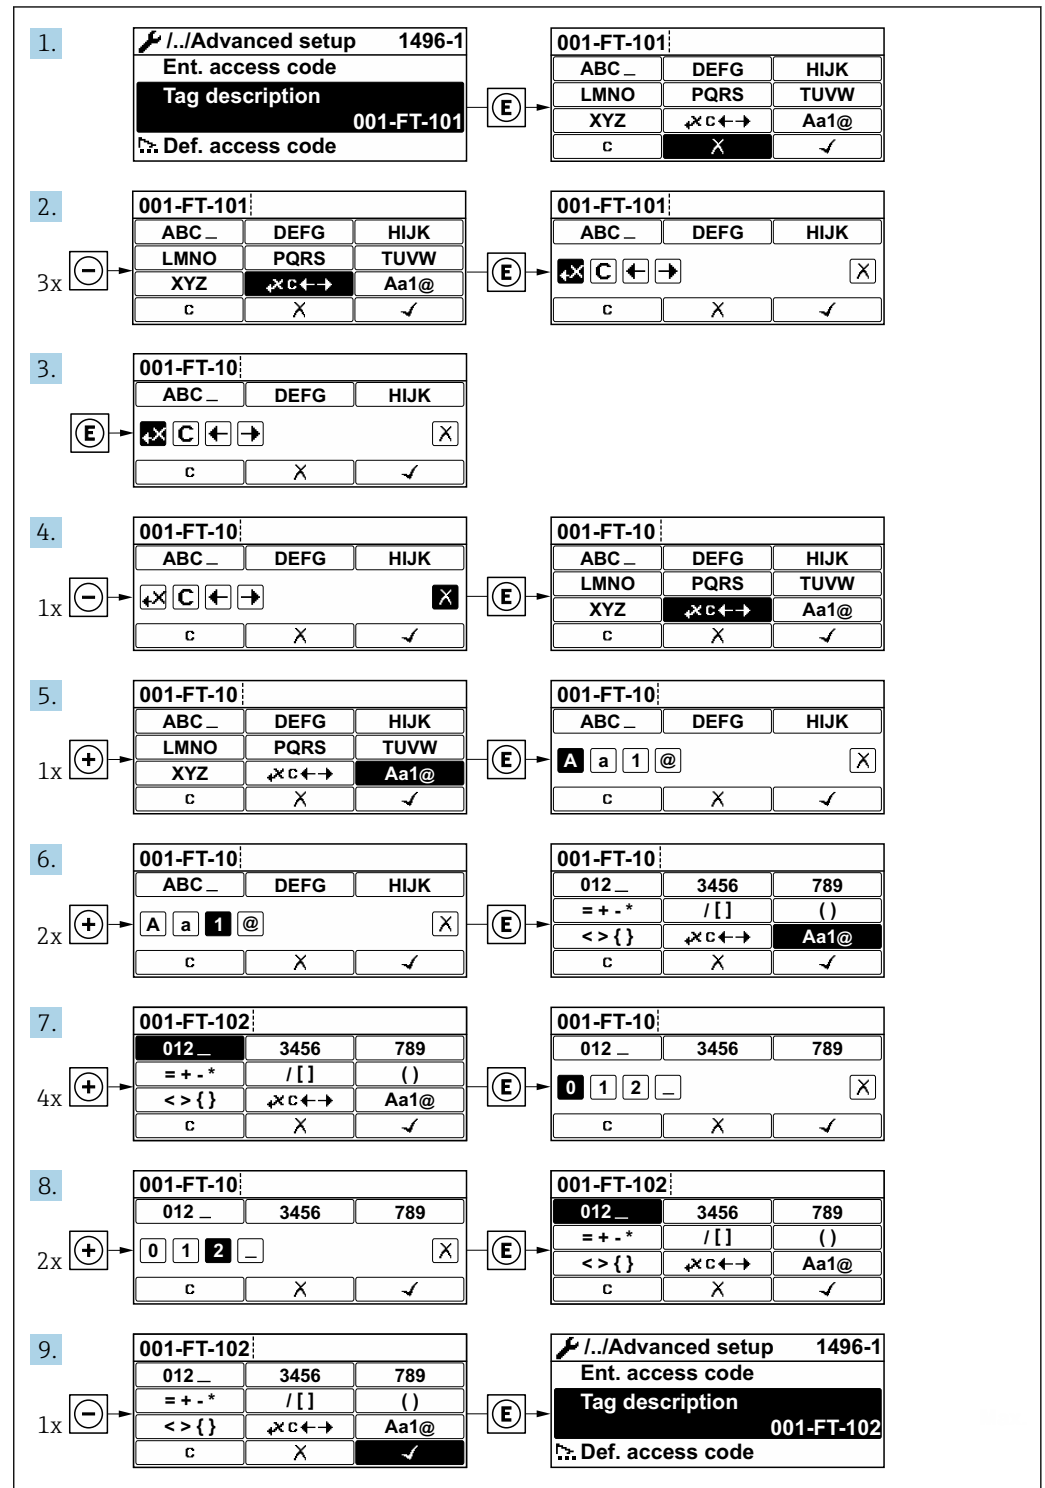 1.
/../Advanced setup 1496-1
Ent. access code
Tag description
001-FT-101
Def. access code
E
001-FT-101
ABC_ DEFG HIJK
LMNO PQRS TUVW
XYZ C←→ Aa1@
C X ✓
2.
3x −
001-FT-101
ABC_ DEFG HIJK
LMNO PQRS TUVW
XYZ C←→ Aa1@
C X ✓
E
001-FT-101
ABC_ DEFG HIJK
C ← → X
C X ✓
3.
E
001-FT-10
ABC_ DEFG HIJK
C ← → X
C X ✓
4.
1x −
001-FT-10
ABC_ DEFG HIJK
C ← → X
C X ✓
E
001-FT-10
ABC_ DEFG HIJK
LMNO PQRS TUVW
XYZ C←→ Aa1@
C X ✓
5.
1x +
001-FT-10
ABC_ DEFG HIJK
LMNO PQRS TUVW
XYZ C←→ Aa1@
C X ✓
E
001-FT-10
ABC_ DEFG HIJK
A a 1 @ X
C X ✓
6.
2x +
001-FT-10
ABC_ DEFG HIJK
A a 1 @ X
C X ✓
E
001-FT-10
012_ 3456 789
=+-* /[] ()
<>{} C←→ Aa1@
C X ✓
7.
4x +
001-FT-102
012_ 3456 789
=+-* /[] ()
<>{} C←→ Aa1@
C X ✓
E
001-FT-10
012_ 3456 789
0 1 2 _ X
C X ✓
8.
2x +
001-FT-10
012_ 3456 789
0 1 2 _ X
C X ✓
E
001-FT-102
012_ 3456 789
=+-* /[] ()
<>{} C←→ Aa1@
C X ✓
9.
1x −
001-FT-102
012_ 3456 789
=+-* /[] ()
<>{} C←→ Aa1@
C X ✓
E
/../Advanced setup 1496-1
Ent. access code
Tag description
001-FT-102
Def. access code